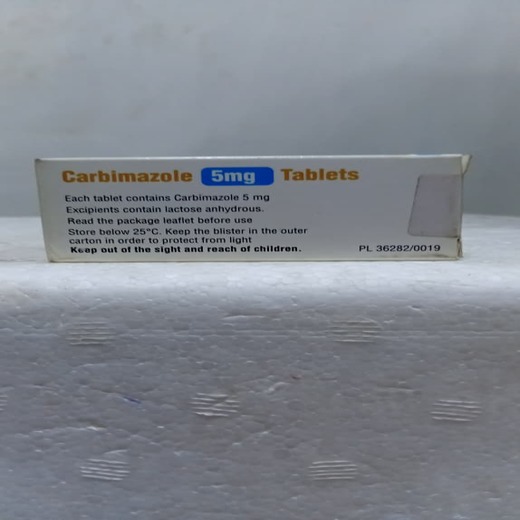 Carbimazole 5mg Tablets
Each tablet contains Carbimazole 5 mg
Excipients contain lactose anhydrous.
Read the package leaflet before use
Store below 25°C. Keep the blister in the outer
carton in order to protect from light
Keep out of the sight and reach of children.
PL 36282/0019